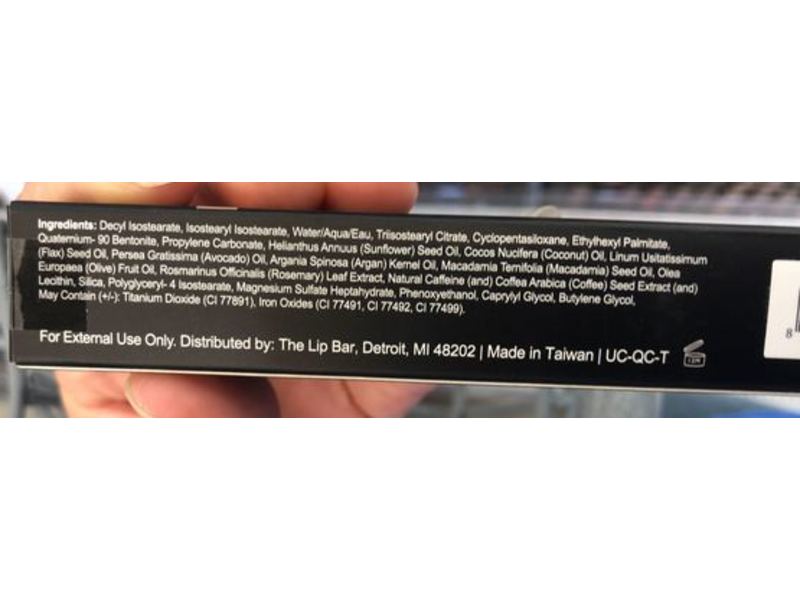 Ingredients: Decyl Isostearate, Isostearyl Isostearate, Water/Aqua/Eau, Triisostearyl Citrate, Cyclopentasiloxane, Ethylhexyl Palmitate,
Quaternium- 90 Bentonite, Propylene Carbonate, Helianthus Annuus (Sunflower) Seed Oil, Cocos Nucifera (Coconut) Oil, Linum Usitatissimum
(Flax) Seed Oil, Persea Gratissima (Avocado) Oil, Argania Spinosa (Argan) Kernel Oil, Macadamia Ternifolia (Macadamia) Seed Oil, Olea
Europaea (Olive) Fruit Oil, Rosmarinus Officinalis (Rosemary) Leaf Extract, Natural Caffeine (and) Coffea Arabica (Coffee) Seed Extract (and)
Lecithin, Silica, Polyglyceryl- 4 Isostearate, Magnesium Sulfate Heptahydrate, Phenoxyethanol, Caprylyl Glycol, Butylene Glycol,
May Contain (+/-): Titanium Dioxide (CI 77891), Iron Oxides (CI 77491, CI 77492, CI 77499).
For External Use Only. Distributed by: The Lip Bar, Detroit, MI 48202 | Made in Taiwan | UC-QC-T
8